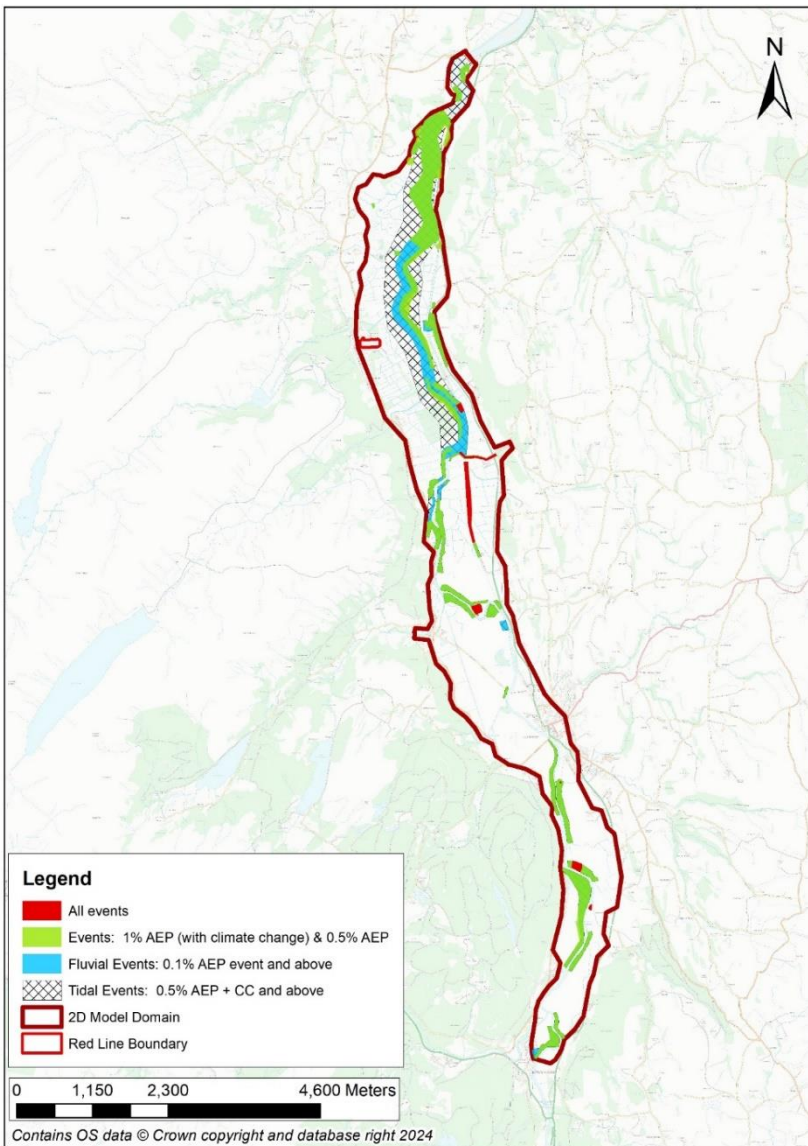 N
Legend
All events
Events: 1% AEP (with climate change) & 0.5% AEP
Fluvial Events: 0.1% AEP event and above
Tidal Events: 0.5% AEP + CC and above
2D Model Domain
Red Line Boundary
0 1,150 2,300 4,600 Meters
Contains OS data © Crown copyright and database right 2024